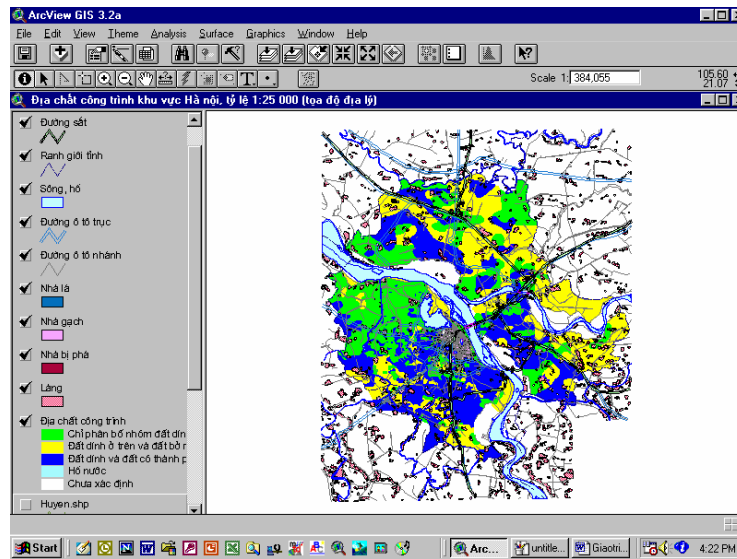 ArcView GIS 3.2a
File Edit View Theme Analysis Surface Graphics Window Help
Scale 1: 384,055
105.60
21.07
Địa chất công trình khu vực Hà nội, tỷ lệ 1:25 000 (tọa độ địa lý)
Đường sắt
Ranh giới tỉnh
Sông, hồ
Đường ô tô trục
Đường ô tô nhánh
Nhà lá
Nhà gạch
Nhà bị phá
Làng
Địa chất công trình
Chỉ phân bố nhóm đất dín
Đất dính ở trên và đất bở r
Đất dính và đất có thành p
Hồ nước
Chưa xác định
Huyen.shp
Start
Arc...
untitle...
Giaotri...
4:22 PM